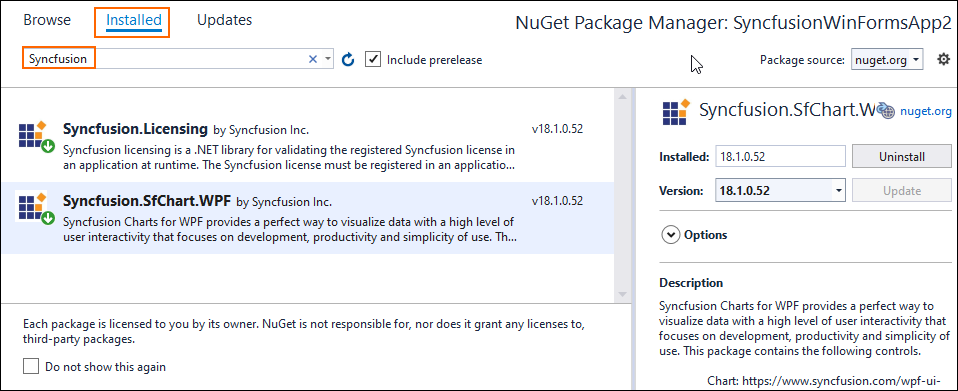 Browse Installed Updates
NuGet Package Manager: SyncfusionWinFormsApp2
Syncfusion
Include prerelease
Package source: nuget.org
Syncfusion.Licensing by Syncfusion Inc. v18.1.0.52
Syncfusion licensing is a .NET library for validating the registered Syncfusion license in
an application at runtime. The Syncfusion license must be registered in an applicatio...
Syncfusion.SfChart.WPF by Syncfusion Inc. v18.1.0.52
Syncfusion Charts for WPF provides a perfect way to visualize data with a high level of
user interactivity that focuses on development, productivity and simplicity of use. Th...
Each package is licensed to you by its owner. NuGet is not responsible for, nor does it grant any licenses to,
third-party packages.
Do not show this again
Syncfusion.SfChart.W nuget.org
Installed: 18.1.0.52 Uninstall
Version: 18.1.0.52 Update
Options
Description
Syncfusion Charts for WPF provides a perfect way to
visualize data with a high level of user interactivity that
focuses on development, productivity and simplicity of
use. This package contains the following controls.
Chart: https://www.syncfusion.com/wpf-ui-